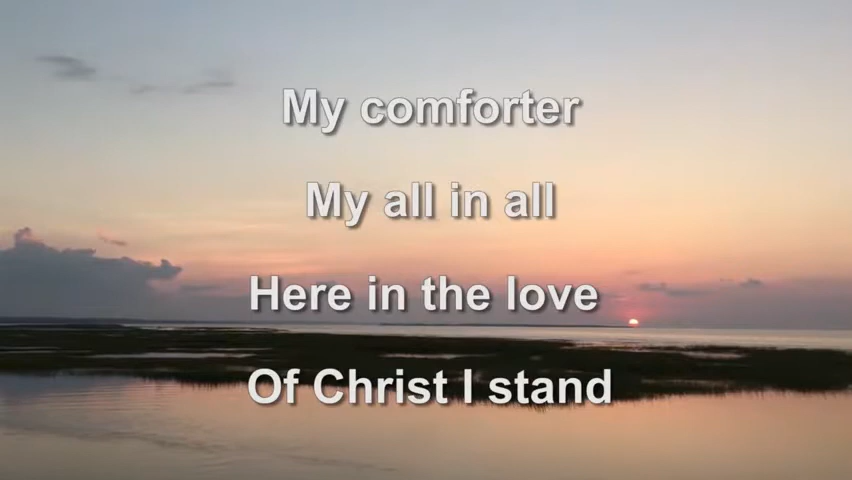 My comforter
My all in all
Here in the love
Of Christ I stand